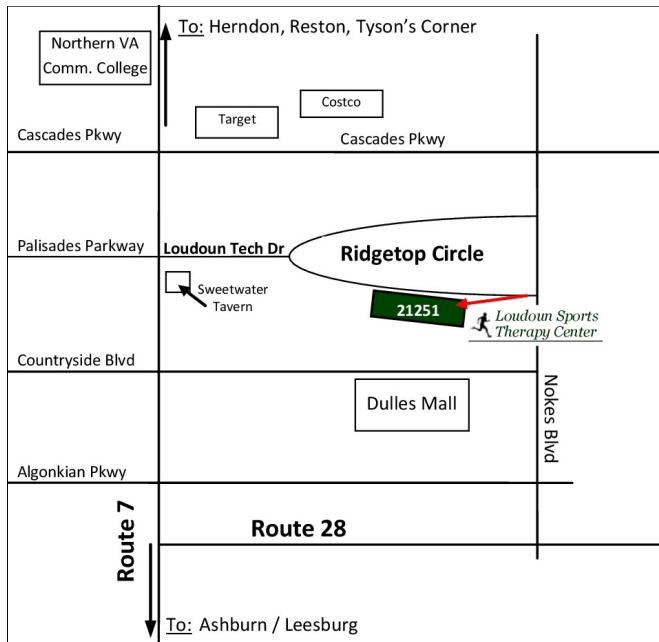 To: Herndon, Reston, Tyson’s Corner
Northern VA
Comm. College
Costco
Target
Cascades Pkwy
Cascades Pkwy
Palisades Parkway
Loudoun Tech Dr
Ridgetop Circle
Sweetwater
Tavern
21251
Loudoun Sports
Therapy Center
Countryside Blvd
Dulles Mall
Nokes Blvd
Algonkian Pkwy
Route 7
Route 28
To: Ashburn / Leesburg